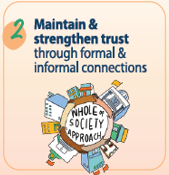 2 Maintain &
strengthen trust
through formal &
informal connections
WHOLE OF
SOCIETY
APPROACH